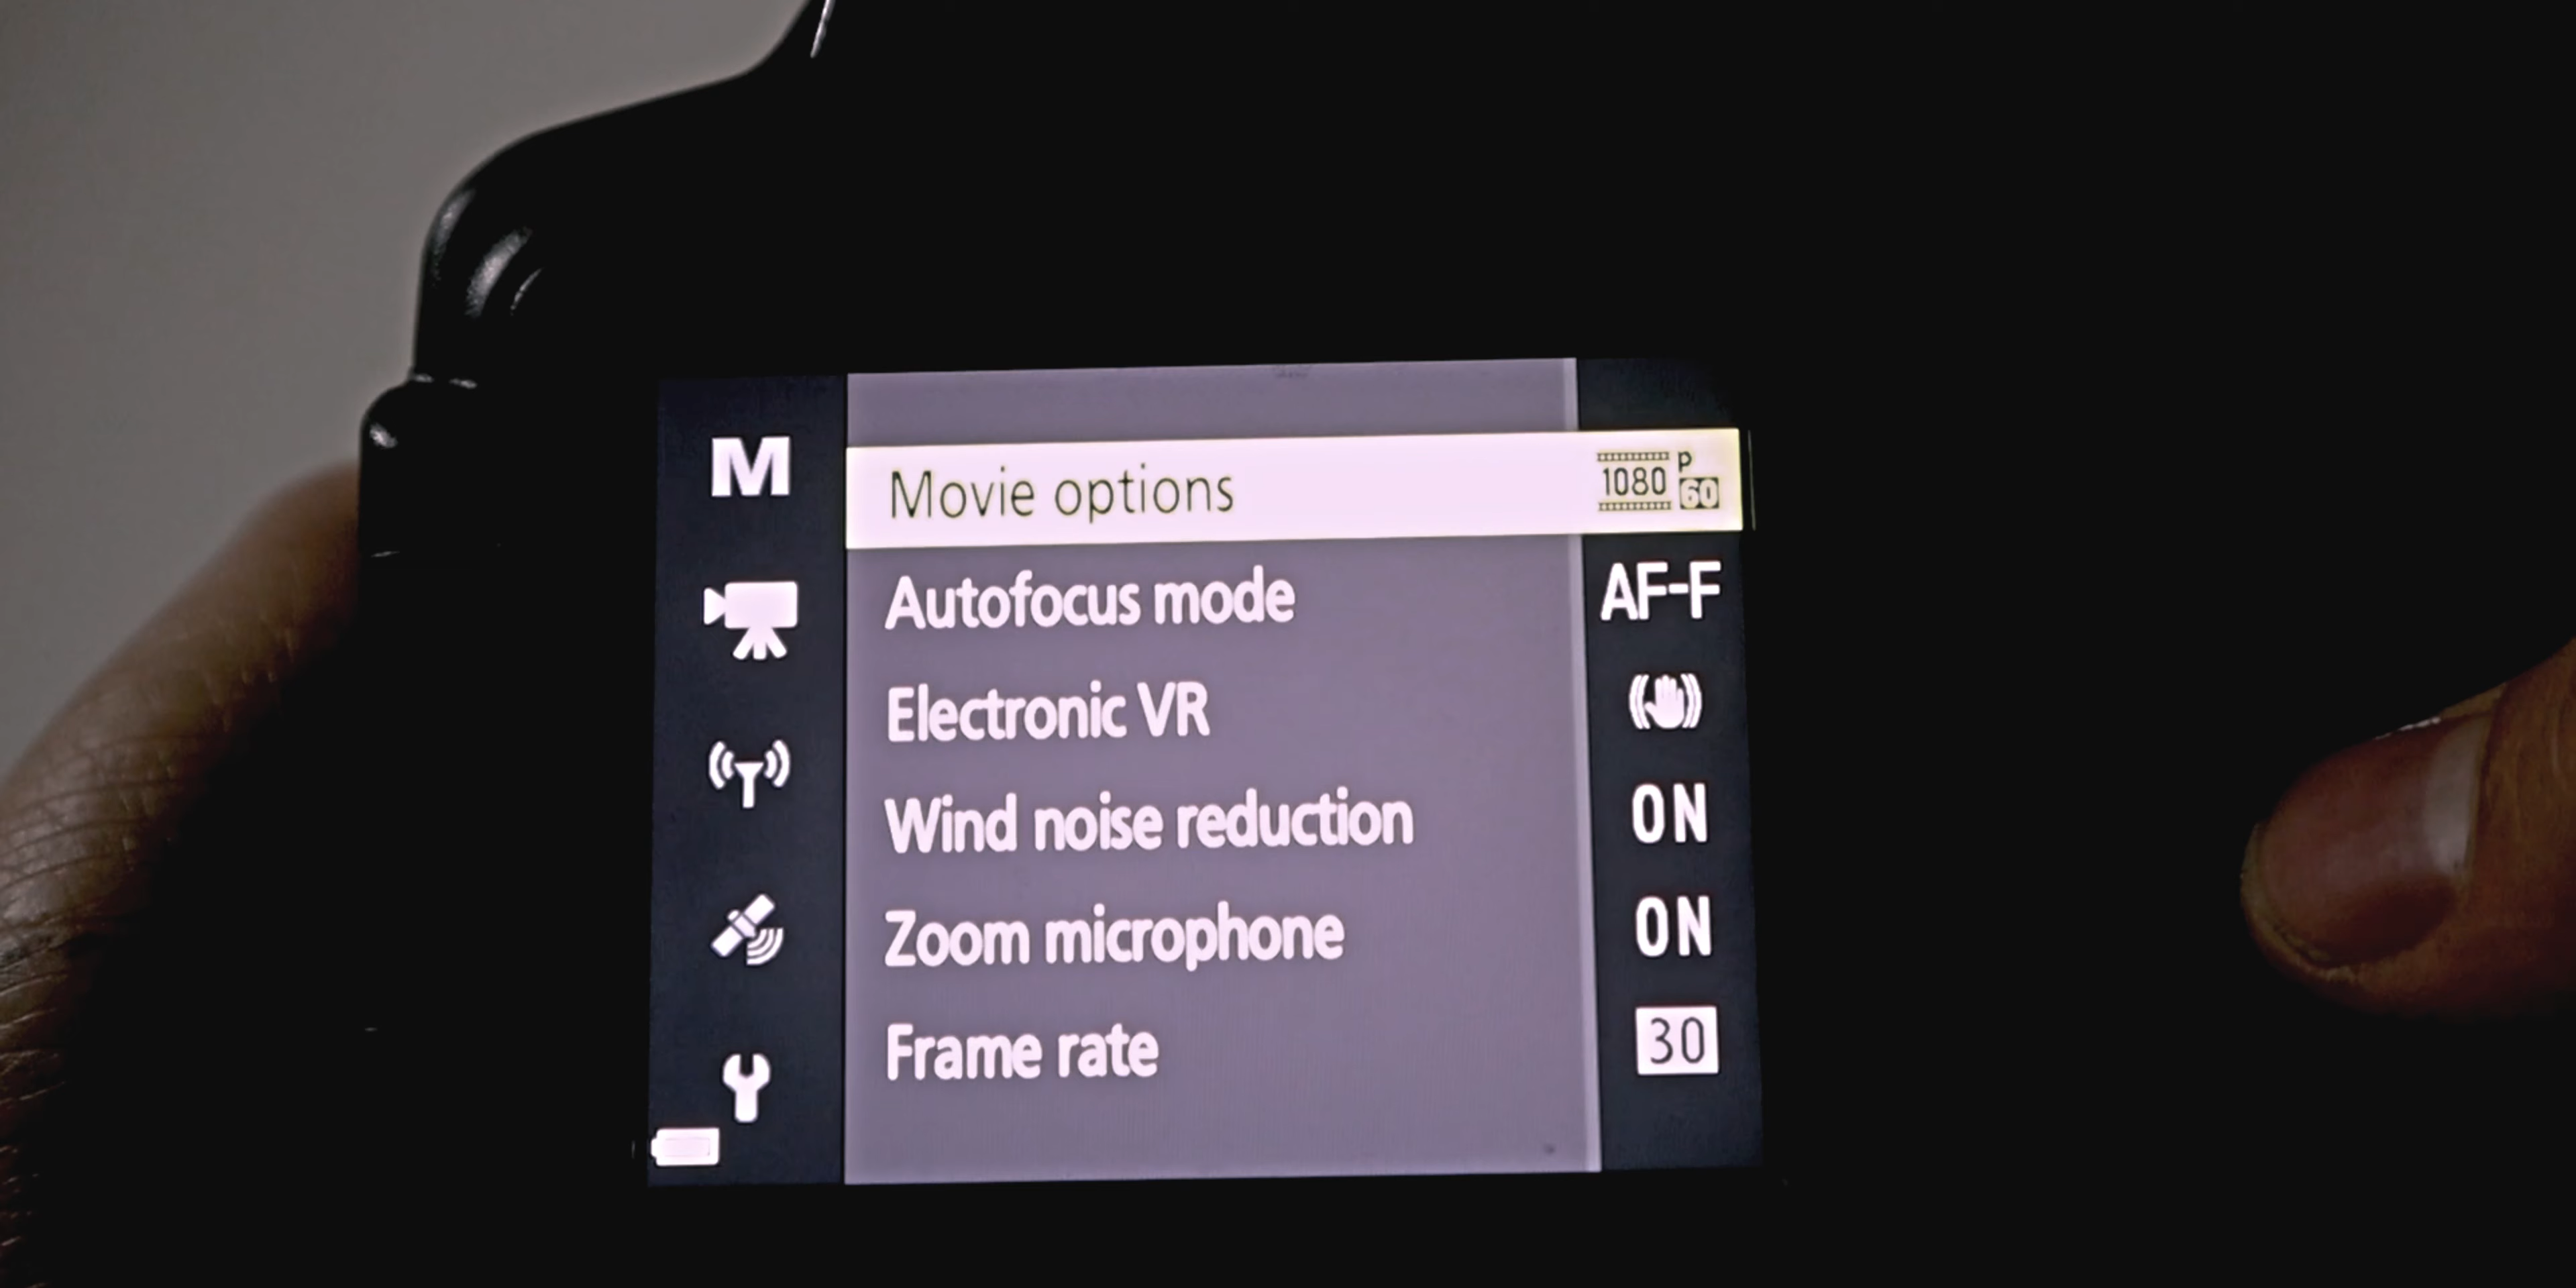 M
Movie options 1080 P 60
Autofocus mode AF-F
Electronic VR
Wind noise reduction ON
Zoom microphone ON
Frame rate 30